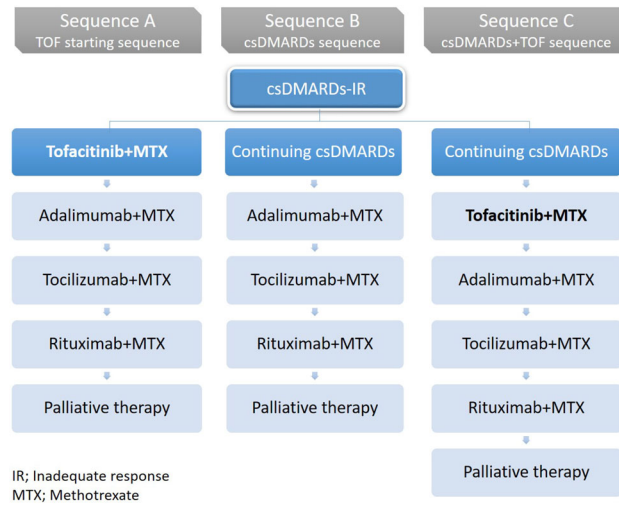 Sequence A
TOF starting sequence
Sequence B
csDMARDs sequence
Sequence C
csDMARDs+TOF sequence
csDMARDs-IR
Tofacitinib+MTX
Continuing csDMARDs
Continuing csDMARDs
Adalimumab+MTX
Adalimumab+MTX
Tofacitinib+MTX
Tocilizumab+MTX
Tocilizumab+MTX
Adalimumab+MTX
Rituximab+MTX
Rituximab+MTX
Tocilizumab+MTX
Palliative therapy
Palliative therapy
Rituximab+MTX
Palliative therapy
IR; Inadequate response
MTX; Methotrexate